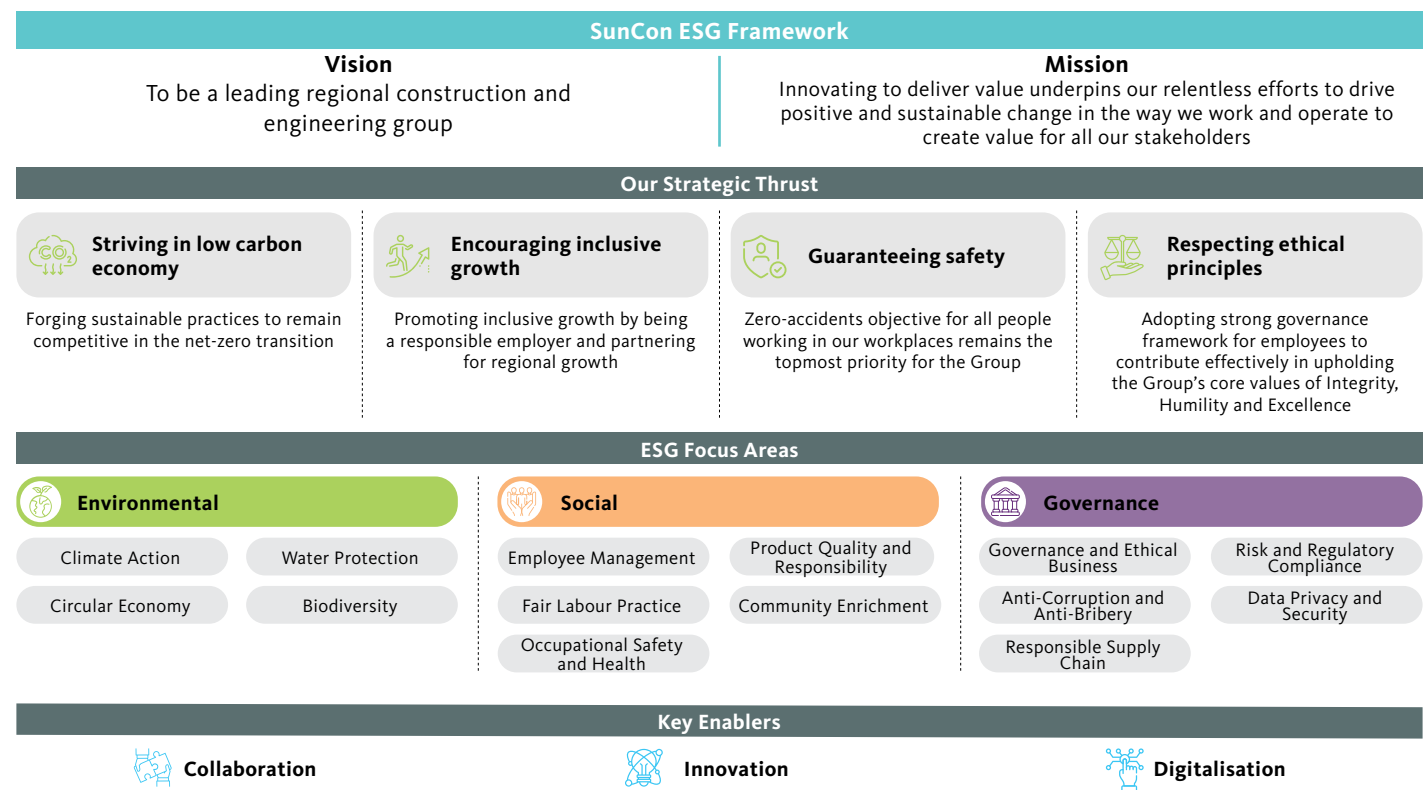 SunCon ESG Framework
Vision
To be a leading regional construction and
engineering group
Mission
Innovating to deliver value underpins our relentless efforts to drive
positive and sustainable change in the way we work and operate to
create value for all our stakeholders
Our Strategic Thrust
CO2
Striving in low carbon
economy
Forging sustainable practices to remain
competitive in the net-zero transition
Encouraging inclusive
growth
Promoting inclusive growth by being
a responsible employer and partnering
for regional growth
Guaranteeing safety
Zero-accidents objective for all people
working in our workplaces remains the
topmost priority for the Group
Respecting ethical
principles
Adopting strong governance
framework for employees to
contribute effectively in upholding
the Group’s core values of Integrity,
Humility and Excellence
ESG Focus Areas
Environmental
Climate Action
Water Protection
Circular Economy
Biodiversity
Social
Employee Management
Product Quality and
Responsibility
Fair Labour Practice
Community Enrichment
Occupational Safety
and Health
Governance
Governance and Ethical
Business
Risk and Regulatory
Compliance
Anti-Corruption and
Anti-Bribery
Data Privacy and
Security
Responsible Supply
Chain
Key Enablers
Collaboration
Innovation
Digitalisation